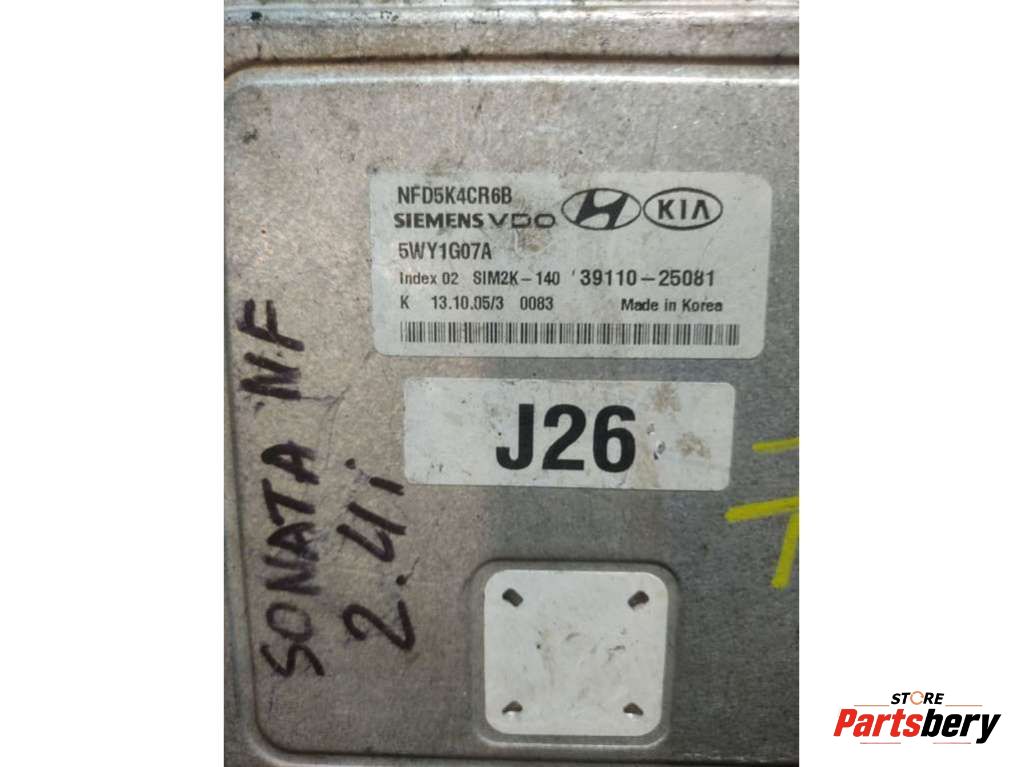 NFD5K4CR6B
SIEMENS VDO
KIA
5WY1G07A
Index 02 SIM2K-140 '39110-25081
K 13.10.05/3 0083 Made in Korea
J26
SONATA NF
2.4i
STORE
Partsbery